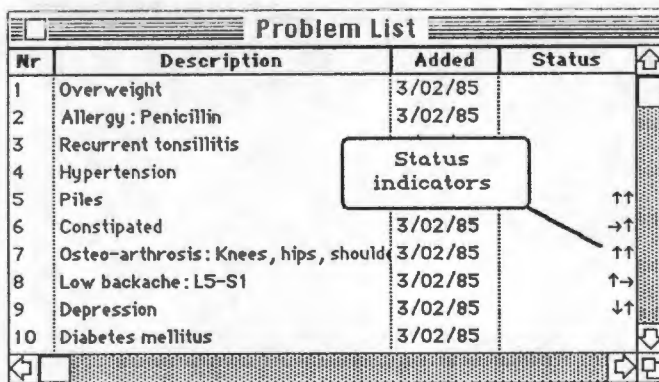 Problem List
Nr Description Added Status
1 Overweight 3/02/85
2 Allergy : Penicillin 3/02/85
3 Recurrent tonsillitis
4 Hypertension
Status
indicators
5 Piles ↑↑
6 Constipated 3/02/85 →↑
7 Osteo-arthrosis: Knees, hips, should 3/02/85 ↑↑
8 Low backache: L5-S1 3/02/85 ↑→
9 Depression 3/02/85 ↓↑
10 Diabetes mellitus 3/02/85